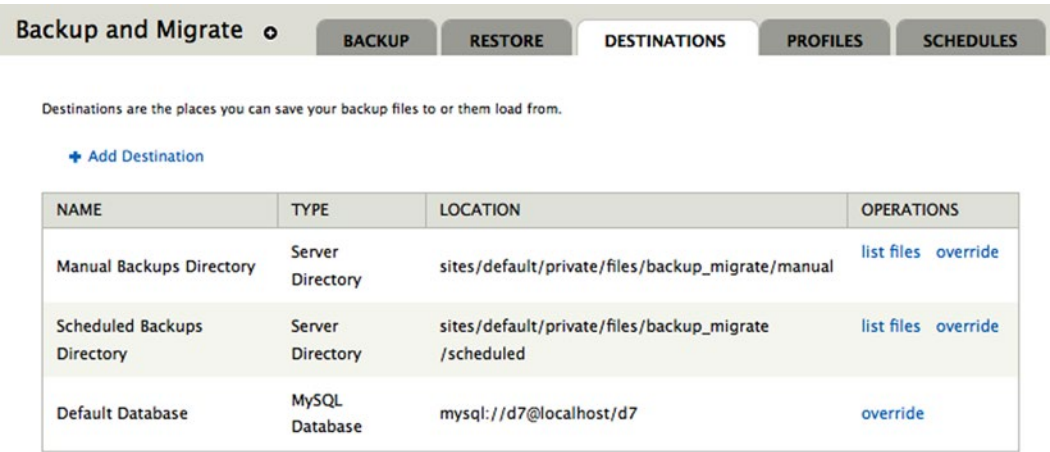 Backup and Migrate
BACKUP
RESTORE
DESTINATIONS
PROFILES
SCHEDULES
Destinations are the places you can save your backup files to or them load from.
Add Destination
NAME TYPE LOCATION OPERATIONS
Manual Backups Directory
Server
Directory
sites/default/private/files/backup_migrate/manual
list files override
Scheduled Backups
Directory
Server
Directory
sites/default/private/files/backup_migrate
/scheduled
list files override
Default Database
MySQL
Database
mysql://d7@localhost/d7
override